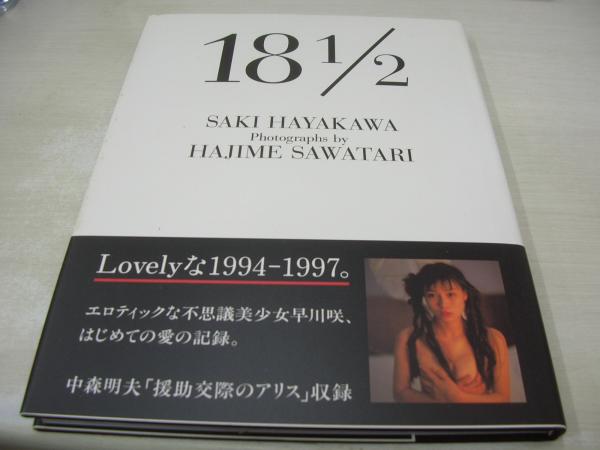 18 1/2
SAKI HAYAKAWA
Photographs by
HAJIME SAWATARI
Lovelyな1994-1997。
エロティックな不思議美少女早川咲、
はじめての愛の記録。
中森明夫「援助交際のアリス」収録